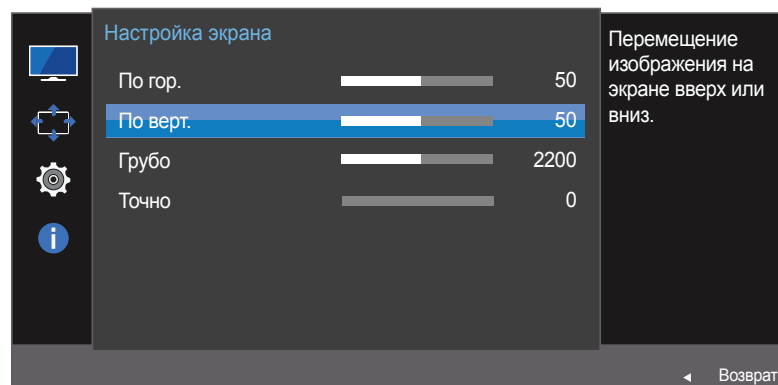 Настройка экрана
По гор. 50
По верт. 50
Грубо 2200
Точно 0
Перемещение
изображения на
экране вверх или
вниз.
Возврат